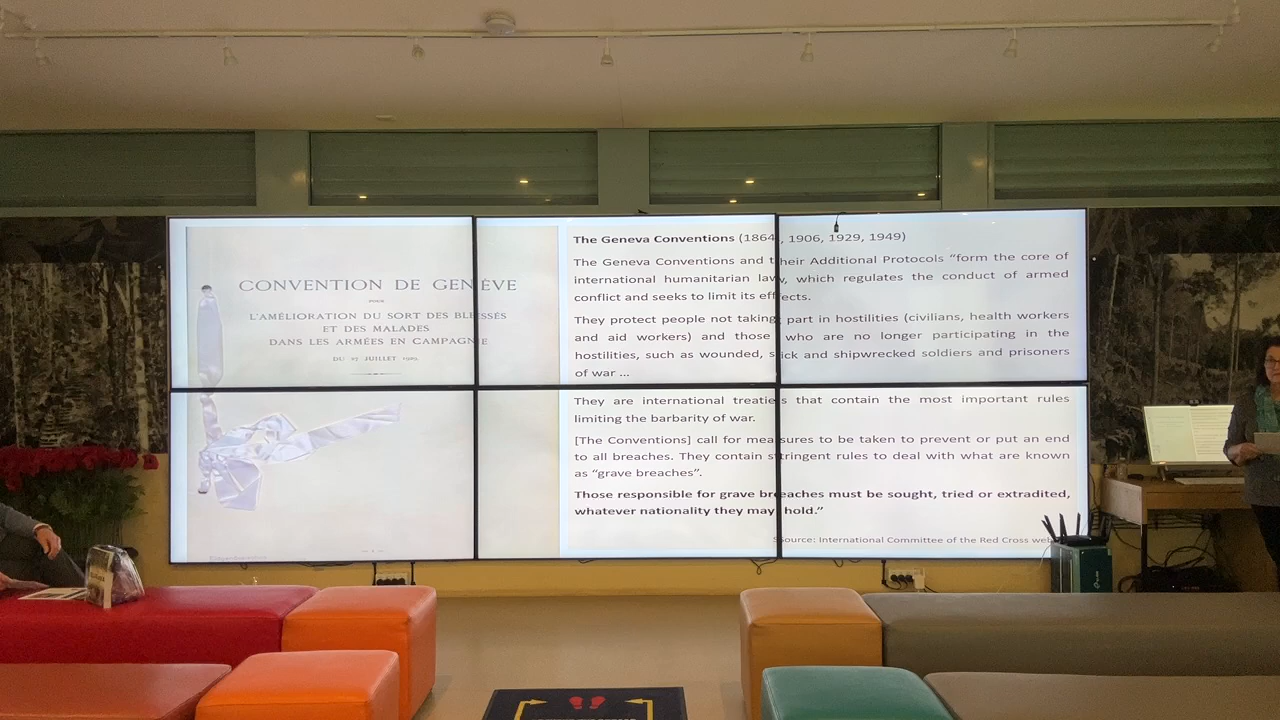 CONVENTION DE GENÈVE
POUR
L'AMÉLIORATION DU SORT DES BLESSÉS
ET DES MALADES
DANS LES ARMÉES EN CAMPAGNE
DU 27 JUILLET 1929
The Geneva Conventions (1864, 1906, 1929, 1949)
The Geneva Conventions and their Additional Protocols “form the core of
international humanitarian law, which regulates the conduct of armed
conflict and seeks to limit its effects.
They protect people not taking part in hostilities (civilians, health workers
and aid workers) and those who are no longer participating in the
hostilities, such as wounded, sick and shipwrecked soldiers and prisoners
of war ...
They are international treaties that contain the most important rules
limiting the barbarity of war.
[The Conventions] call for measures to be taken to prevent or put an end
to all breaches. They contain stringent rules to deal with what are known
as “grave breaches”.
Those responsible for grave breaches must be sought, tried or extradited,
whatever nationality they may hold.”
Source: International Committee of the Red Cross